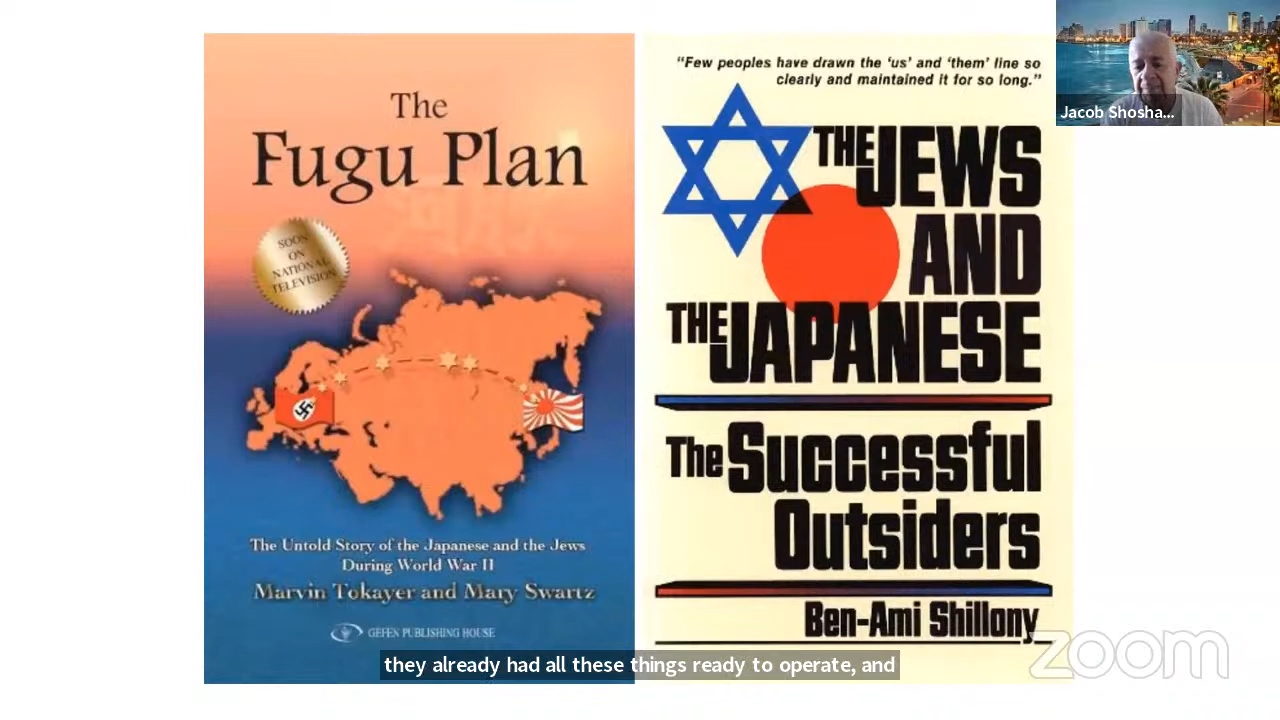 The
Fugu Plan
SOON
ON
NATIONAL
TELEVISION
The Untold Story of the Japanese and the Jews
During World War II
Marvin Tokayer and Mary Swartz
GEFEN PUBLISHING HOUSE
"Few peoples have drawn the 'us' and 'them' line so
clearly and maintained it for so long."
THE JEWS
AND
THE JAPANESE
The Successful
Outsiders
Ben-Ami Shillony
Jacob Shosha...
they already had all these things ready to operate, and
zoom